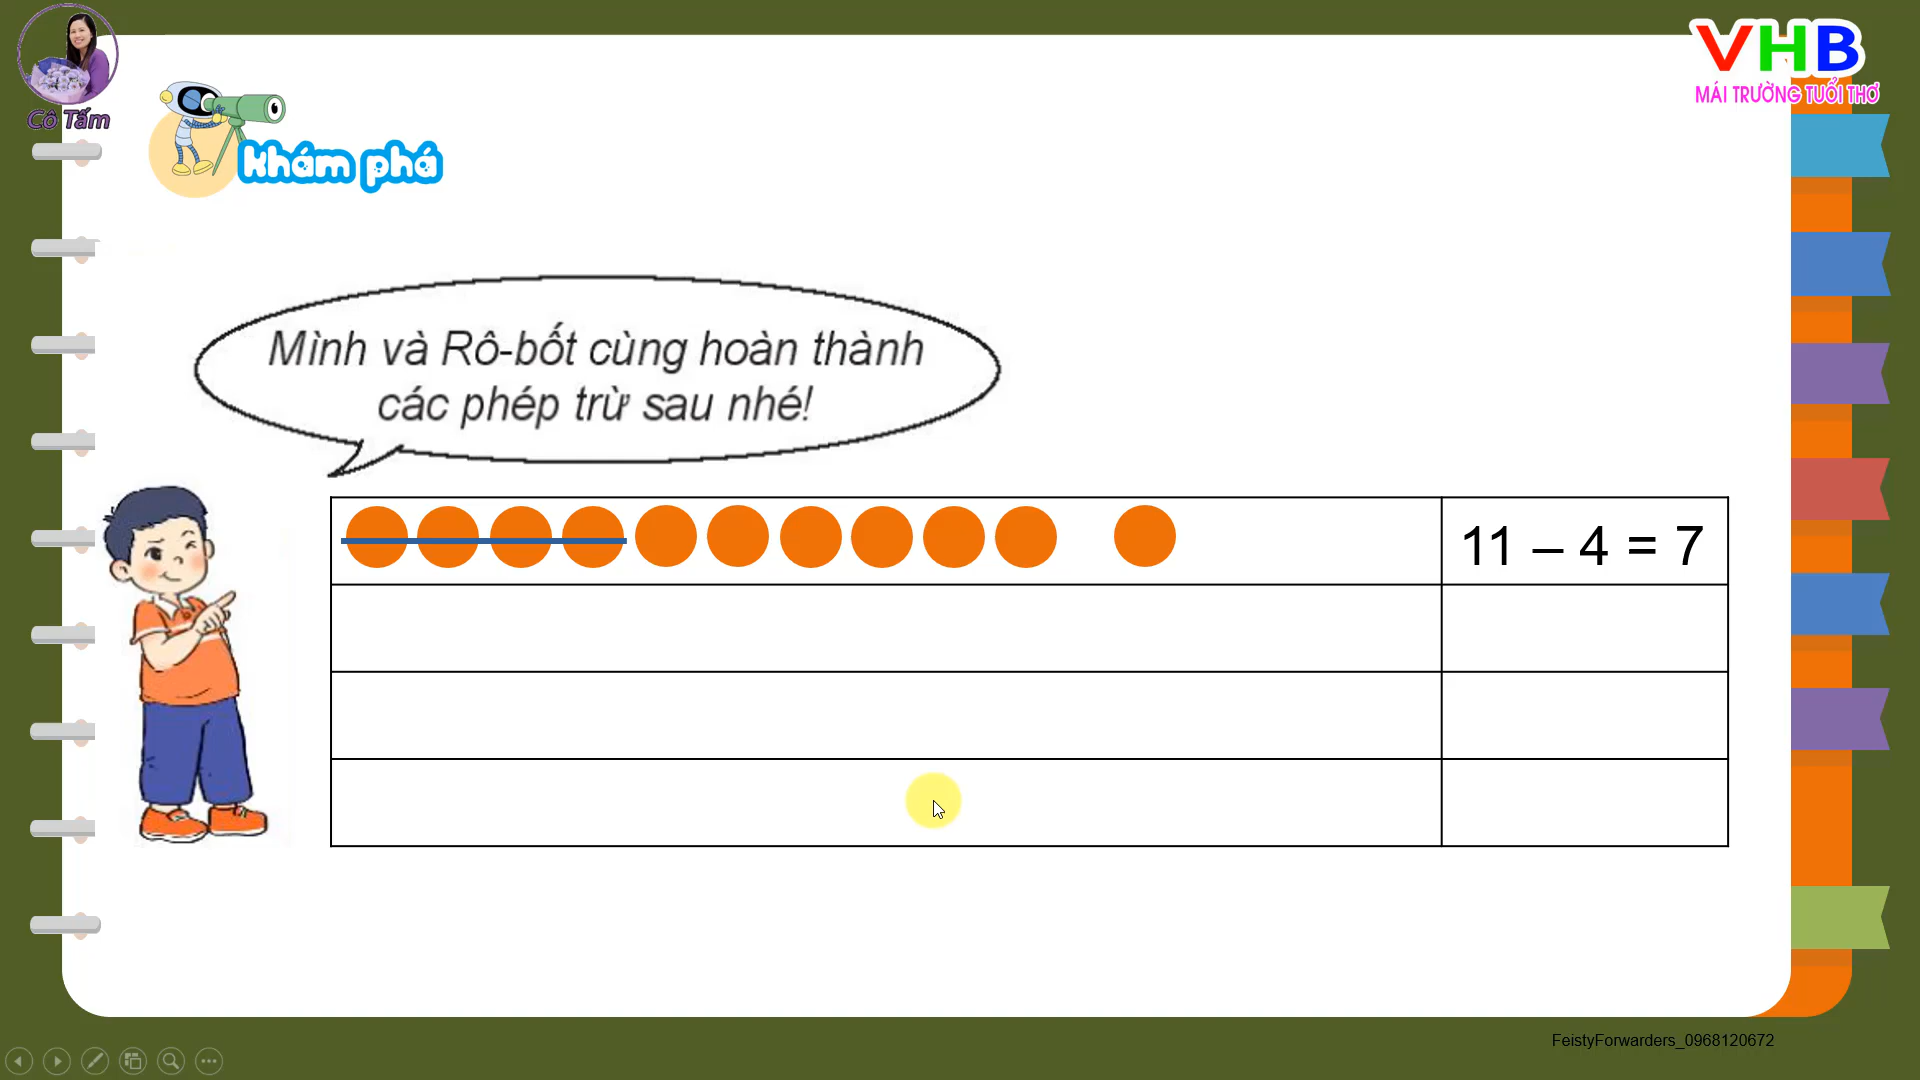 Cô Tấm
VHB
MÁI TRƯỜNG TUỔI THƠ
Khám phá
Mình và Rô-bốt cùng hoàn thành
các phép trừ sau nhé!
11 – 4 = 7
FeistyForwarders_0968120672